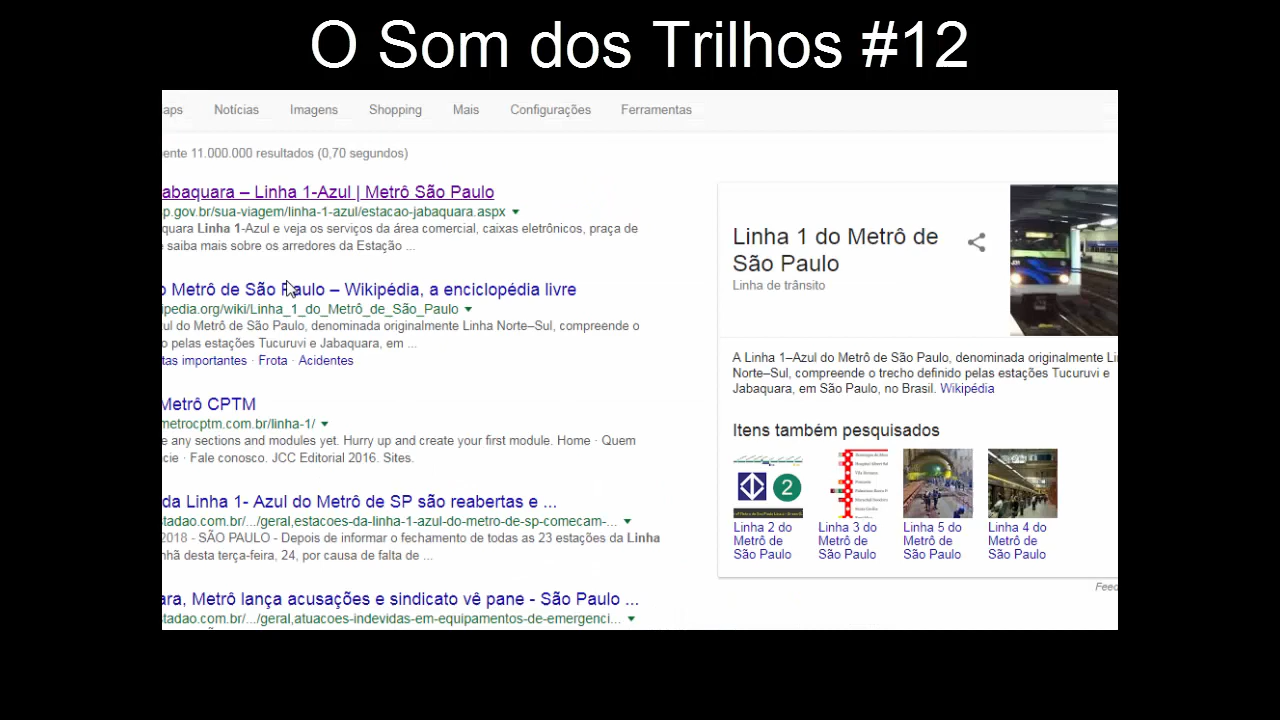 O Som dos Trilhos #12
aps Notícias Imagens Shopping Mais Configurações Ferramentas
ente 11.000.000 resultados (0,70 segundos)
abaquara – Linha 1-Azul | Metrô São Paulo
p.gov.br/sua-viagem/linha-1-azul/estacao-jabaquara.aspx
quara Linha 1-Azul e veja os serviços da área comercial, caixas eletrônicos, praça de
e saiba mais sobre os arredores da Estação ...
o Metrô de São Paulo – Wikipédia, a enciclopédia livre
ipedia.org/wiki/Linha_1_do_Metrô_de_São_Paulo
ul do Metrô de São Paulo, denominada originalmente Linha Norte–Sul, compreende o
o pelas estações Tucuruvi e Jabaquara, em ...
tas importantes · Frota · Acidentes
Metrô CPTM
metrocptm.com.br/linha-1/
e any sections and modules yet. Hurry up and create your first module. Home · Quem
cie · Fale conosco. JCC Editorial 2016. Sites.
da Linha 1- Azul do Metrô de SP são reabertas e ...
stadao.com.br/.../geral,estacoes-da-linha-1-azul-do-metro-de-sp-comecam-...
2018 - SÃO PAULO - Depois de informar o fechamento de todas as 23 estações da Linha
nhã desta terça-feira, 24, por causa de falta de ...
ara, Metrô lança acusações e sindicato vê pane - São Paulo ...
stadao.com.br/.../geral,atuacoes-indevidas-em-equipamentos-de-emergenci...
Linha 1 do Metrô de
São Paulo
Linha de trânsito
A Linha 1–Azul do Metrô de São Paulo, denominada originalmente Li
Norte–Sul, compreende o trecho definido pelas estações Tucuruvi e
Jabaquara, em São Paulo, no Brasil. Wikipédia
Itens também pesquisados
2
Linha 2 do
Metrô de
São Paulo
Linha 3 do
Metrô de
São Paulo
Linha 5 do
Metrô de
São Paulo
Linha 4 do
Metrô de
São Paulo
Feed